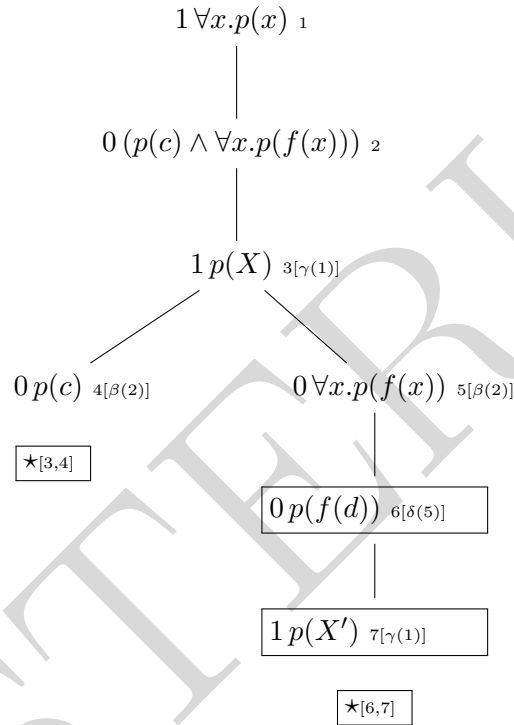 1 ∀x.p(x) 1
0 (p(c) ∧ ∀x.p(f(x))) 2
1 p(X) 3[γ(1)]
0 p(c) 4[β(2)]
0 ∀x.p(f(x)) 5[β(2)]
⋆[3,4]
0 p(f(d)) 6[δ(5)]
1 p(X′) 7[γ(1)]
⋆[6,7]